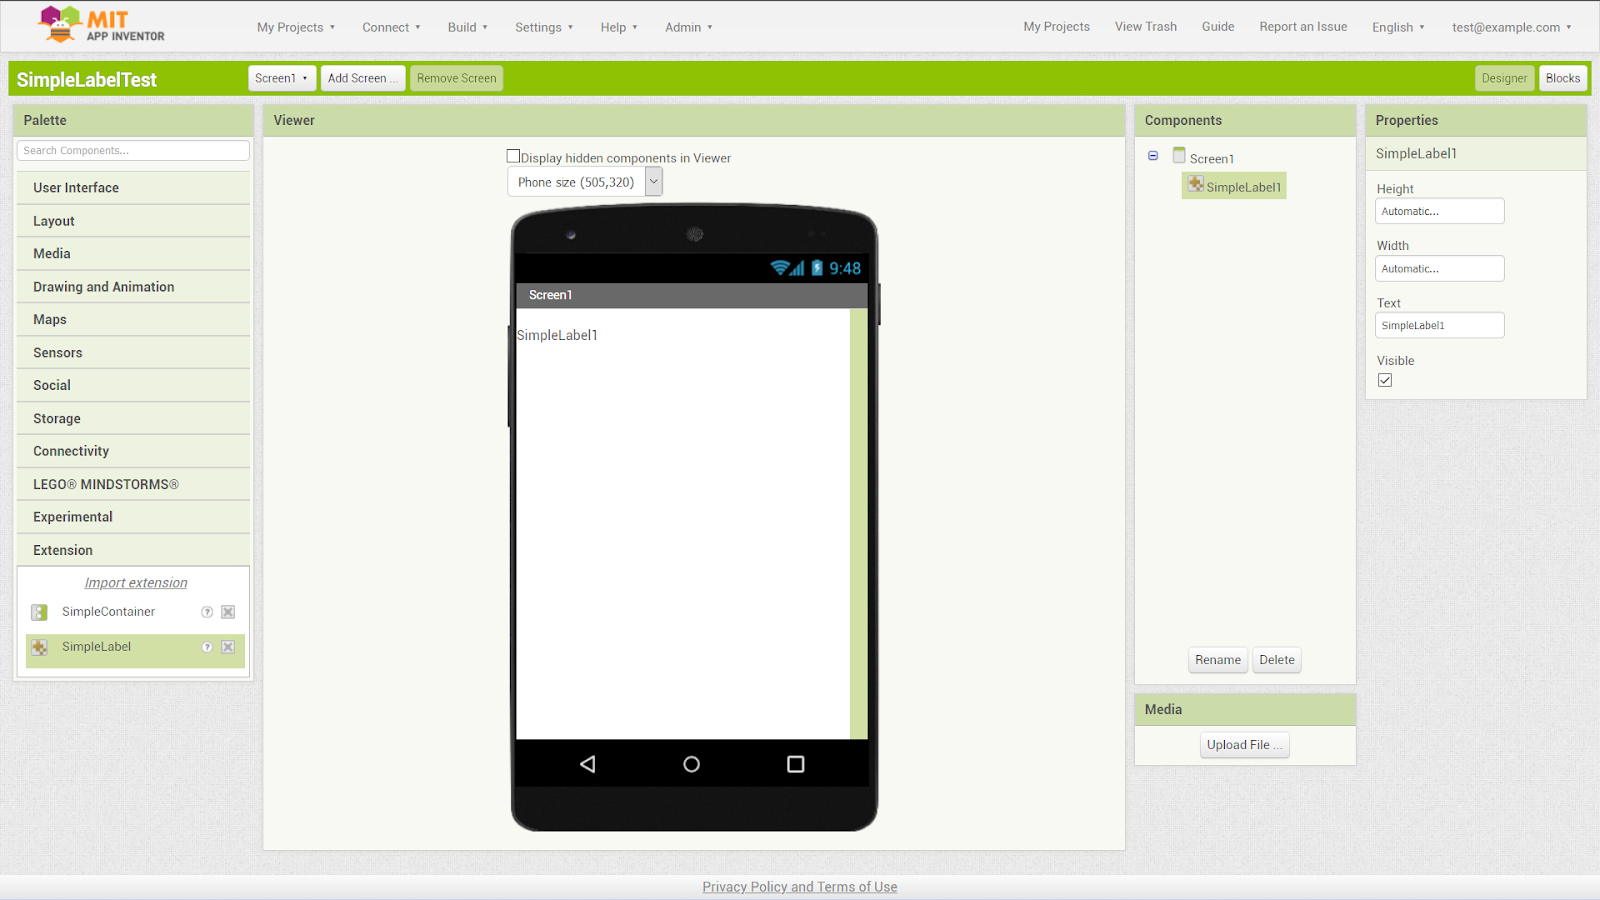 MIT
APP INVENTOR
My Projects
Connect
Build
Settings
Help
Admin
My Projects
View Trash
Guide
Report an Issue
English
test@example.com
SimpleLabelTest
Screen1
Add Screen ...
Remove Screen
Designer
Blocks
Palette
Search Components...
User Interface
Layout
Media
Drawing and Animation
Maps
Sensors
Social
Storage
Connectivity
LEGO® MINDSTORMS®
Experimental
Extension
Import extension
SimpleContainer
?
SimpleLabel
?
Viewer
Display hidden components in Viewer
Phone size (505,320)
9:48
Screen1
SimpleLabel1
Components
Screen1
SimpleLabel1
Rename
Delete
Media
Upload File ...
Properties
SimpleLabel1
Height
Automatic...
Width
Automatic...
Text
SimpleLabel1
Visible
Privacy Policy and Terms of Use